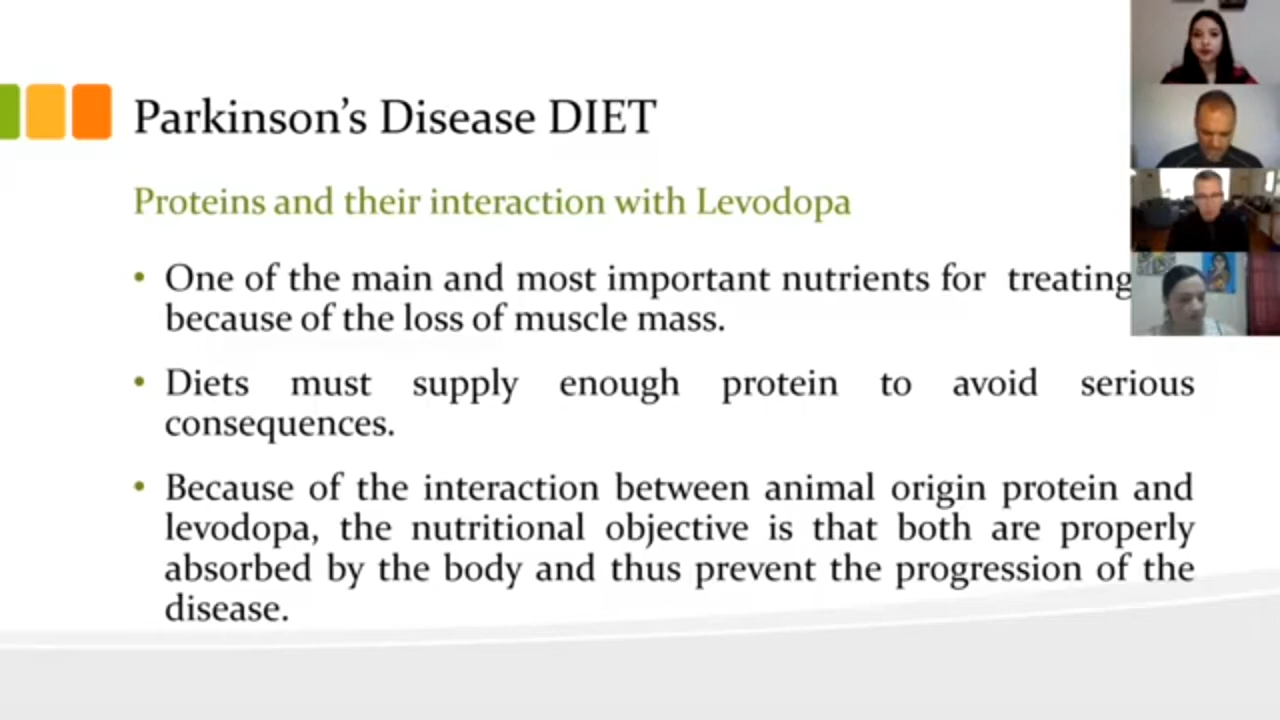 Parkinson's Disease DIET
Proteins and their interaction with Levodopa
• One of the main and most important nutrients for treating
because of the loss of muscle mass.
• Diets must supply enough protein to avoid serious
consequences.
• Because of the interaction between animal origin protein and
levodopa, the nutritional objective is that both are properly
absorbed by the body and thus prevent the progression of the
disease.